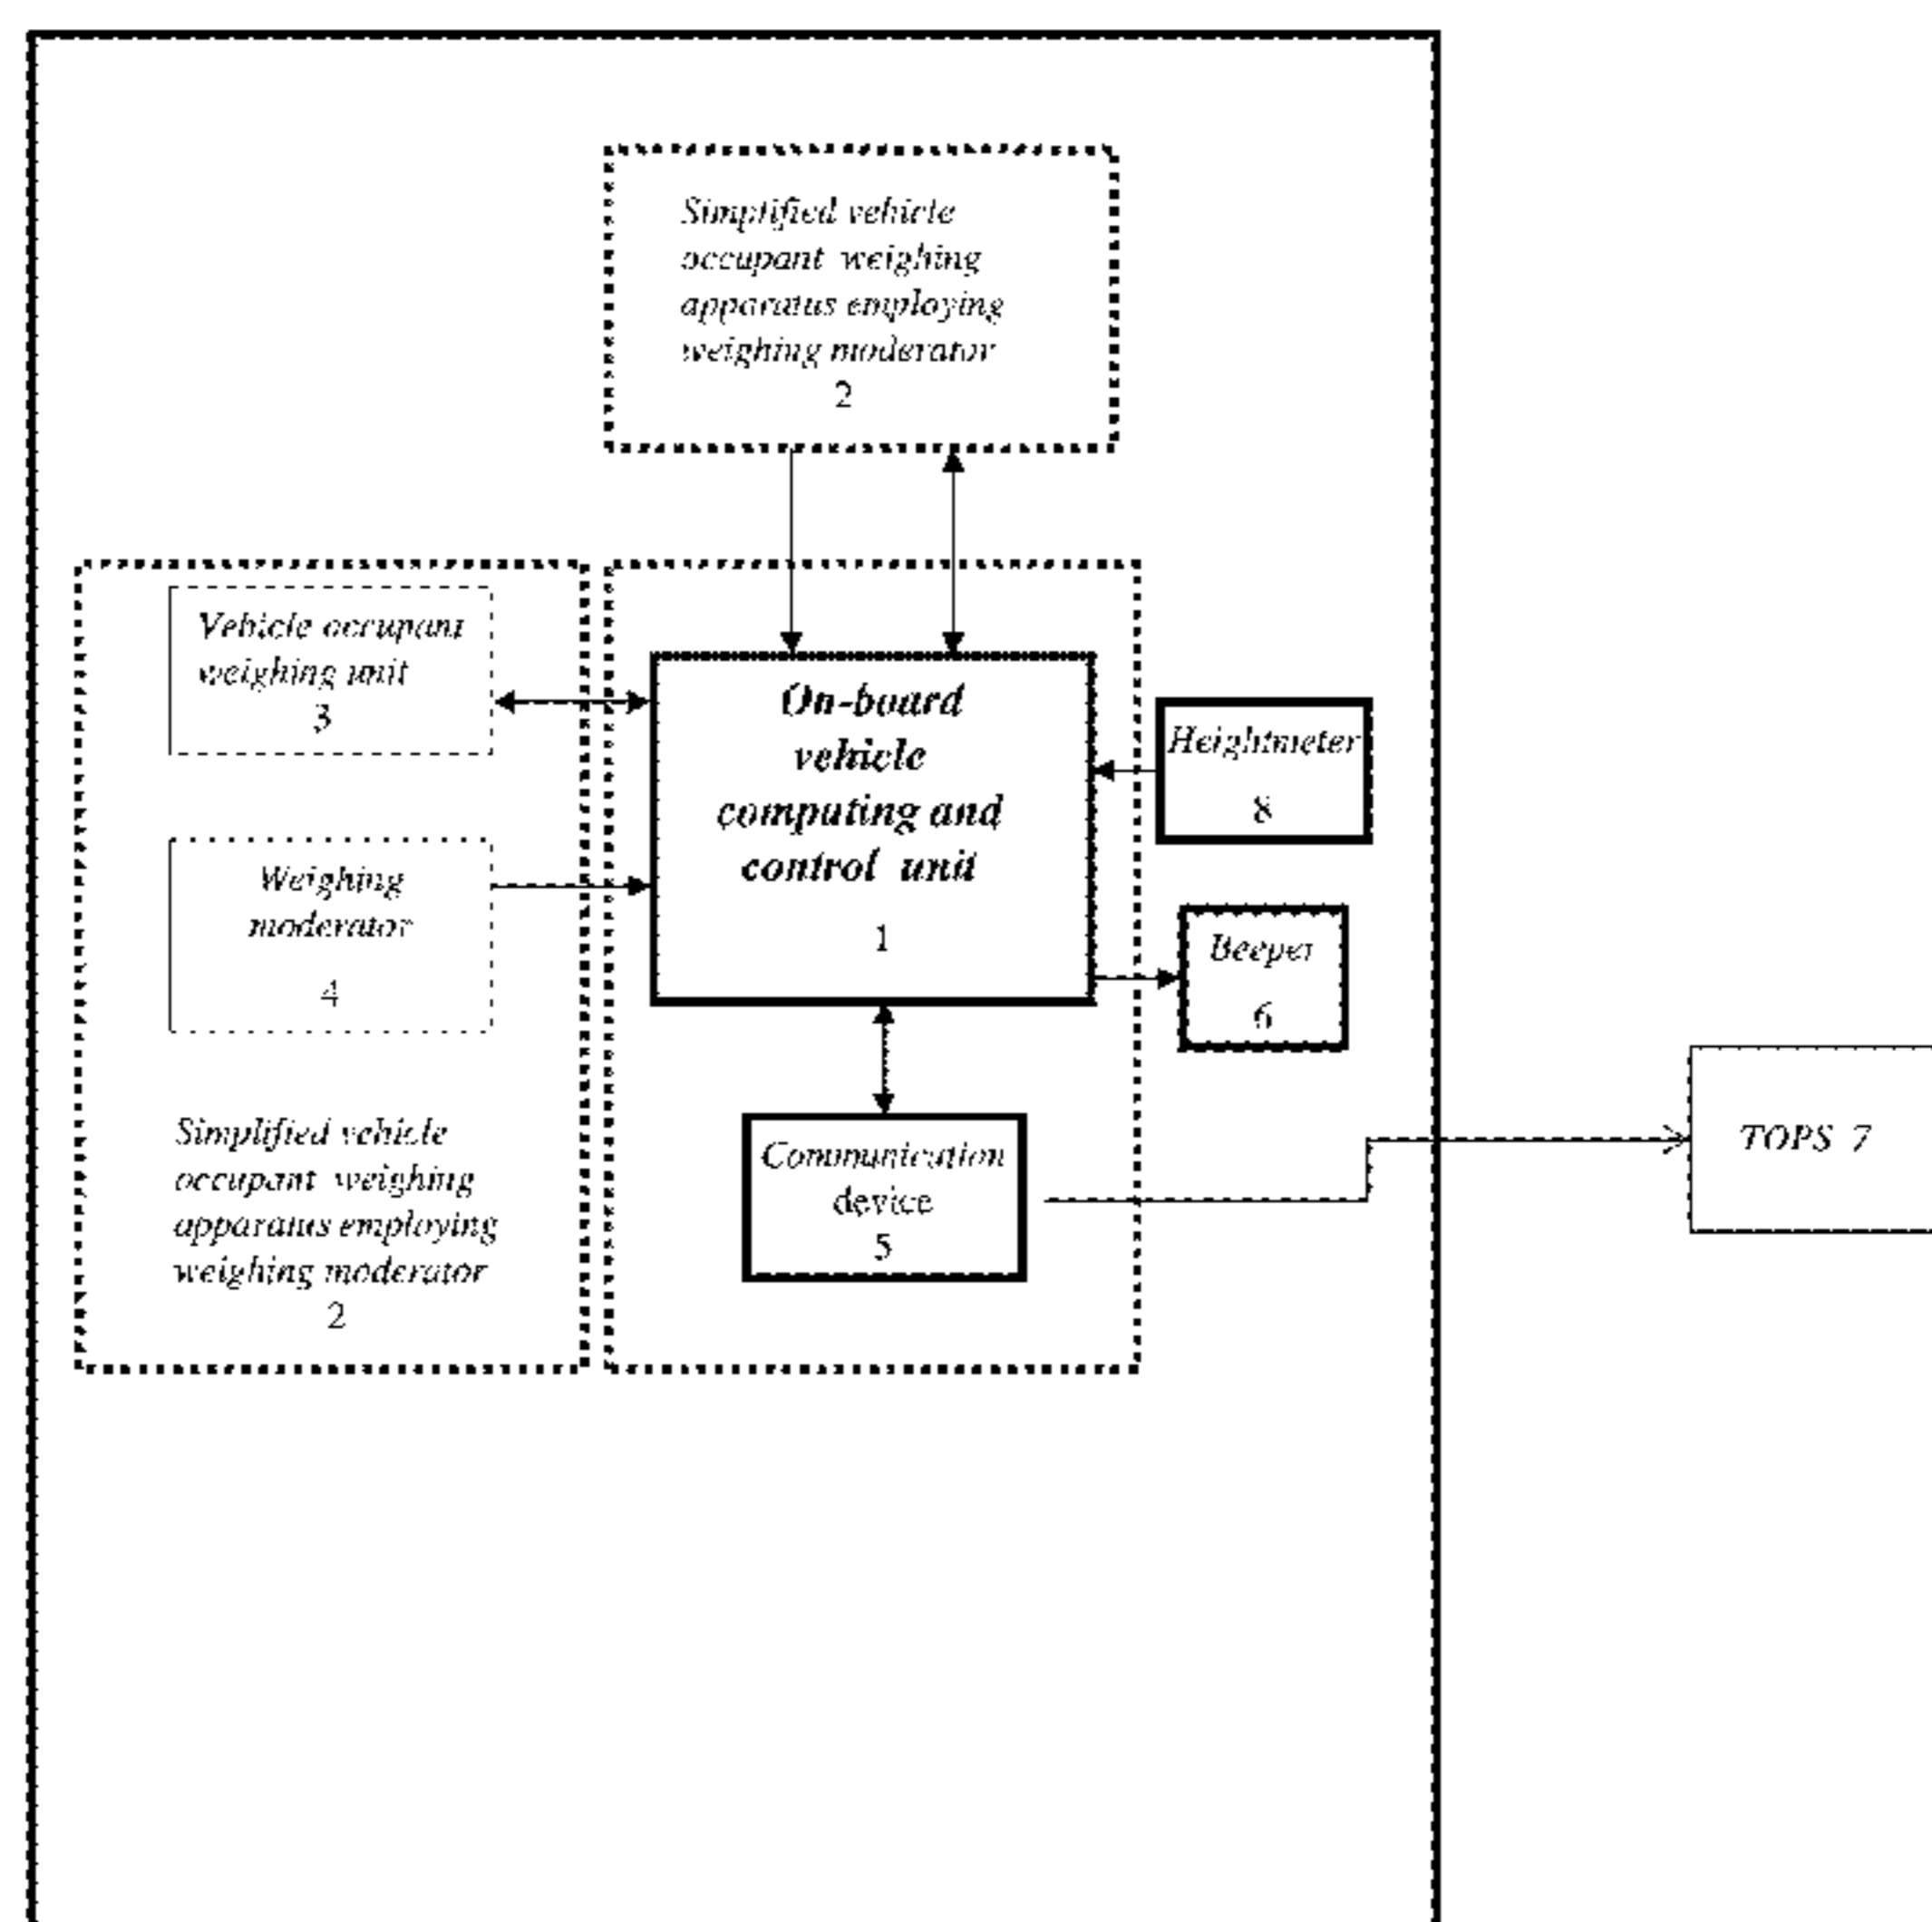 Simplified vehicle
occupant weighing
apparatus employing
weighing moderator
2
Vehicle occupant
weighing unit
3
Weighing
moderator
4
Simplified vehicle
occupant weighing
apparatus employing
weighing moderator
2
On-board
vehicle
computing and
control unit
1
Communication
device
5
Heightmeter
8
Beeper
6
TOPS 7